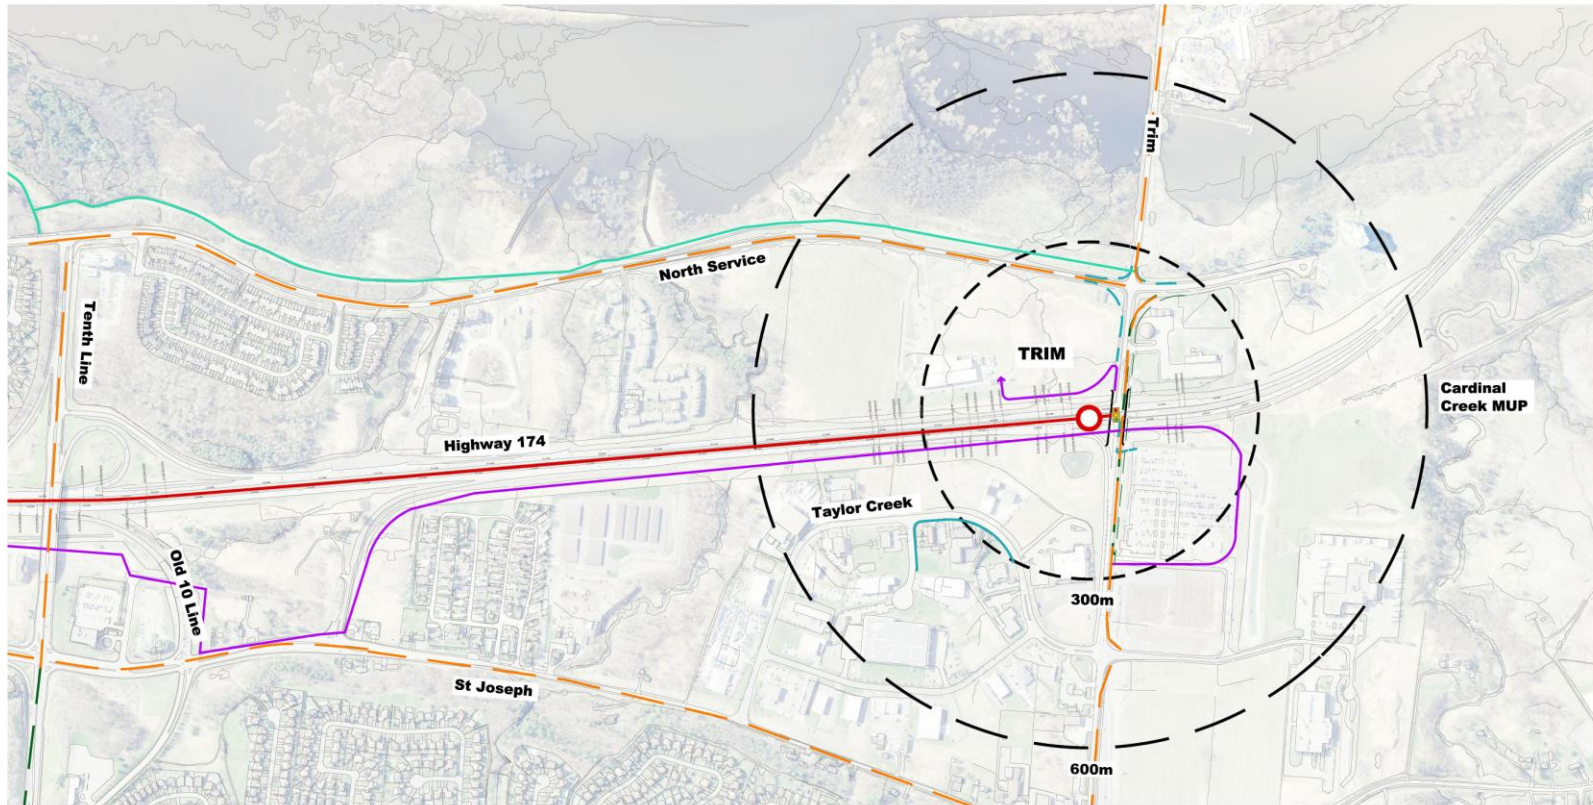 Trim
North Service
Tenth Line
TRIM
Cardinal
Creek MUP
Highway 174
Taylor Creek
Old 10 Line
300m
St Joseph
600m